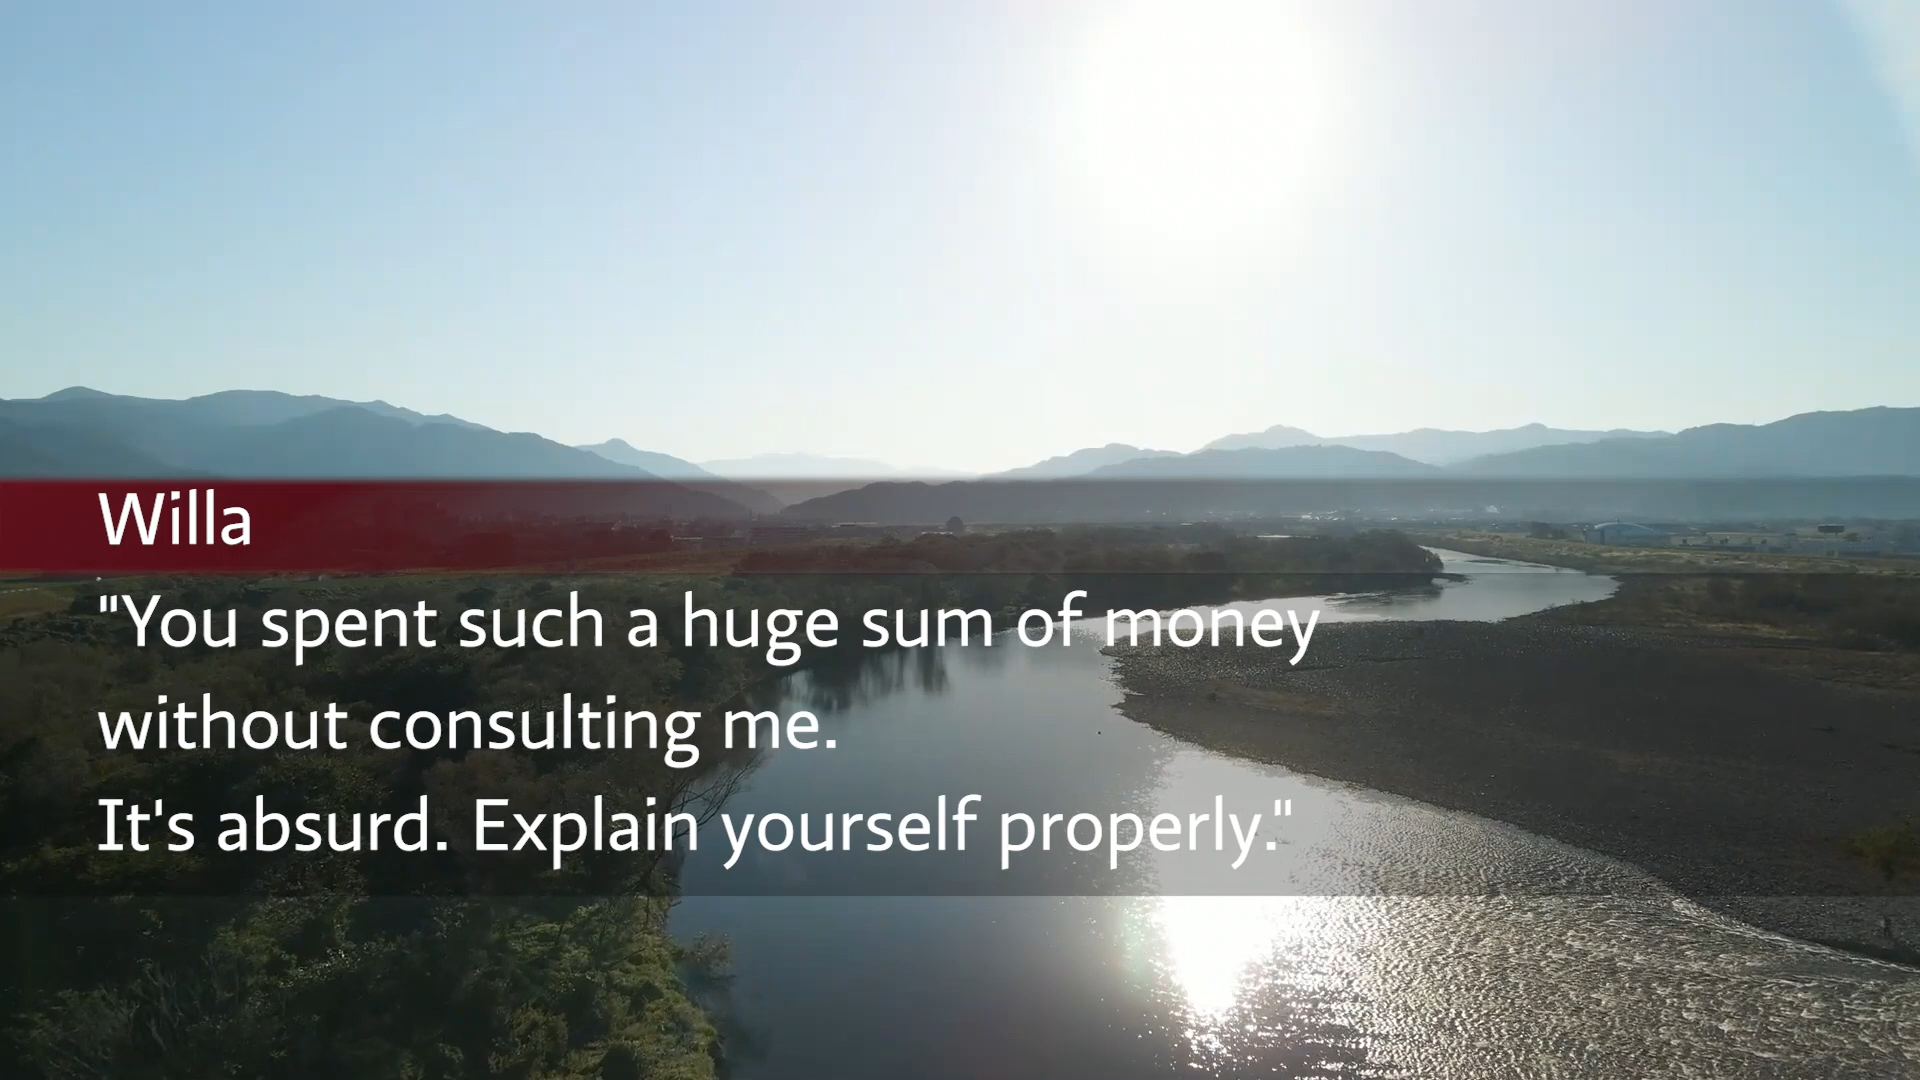 Willa
"You spent such a huge sum of money
without consulting me.
It's absurd. Explain yourself properly."